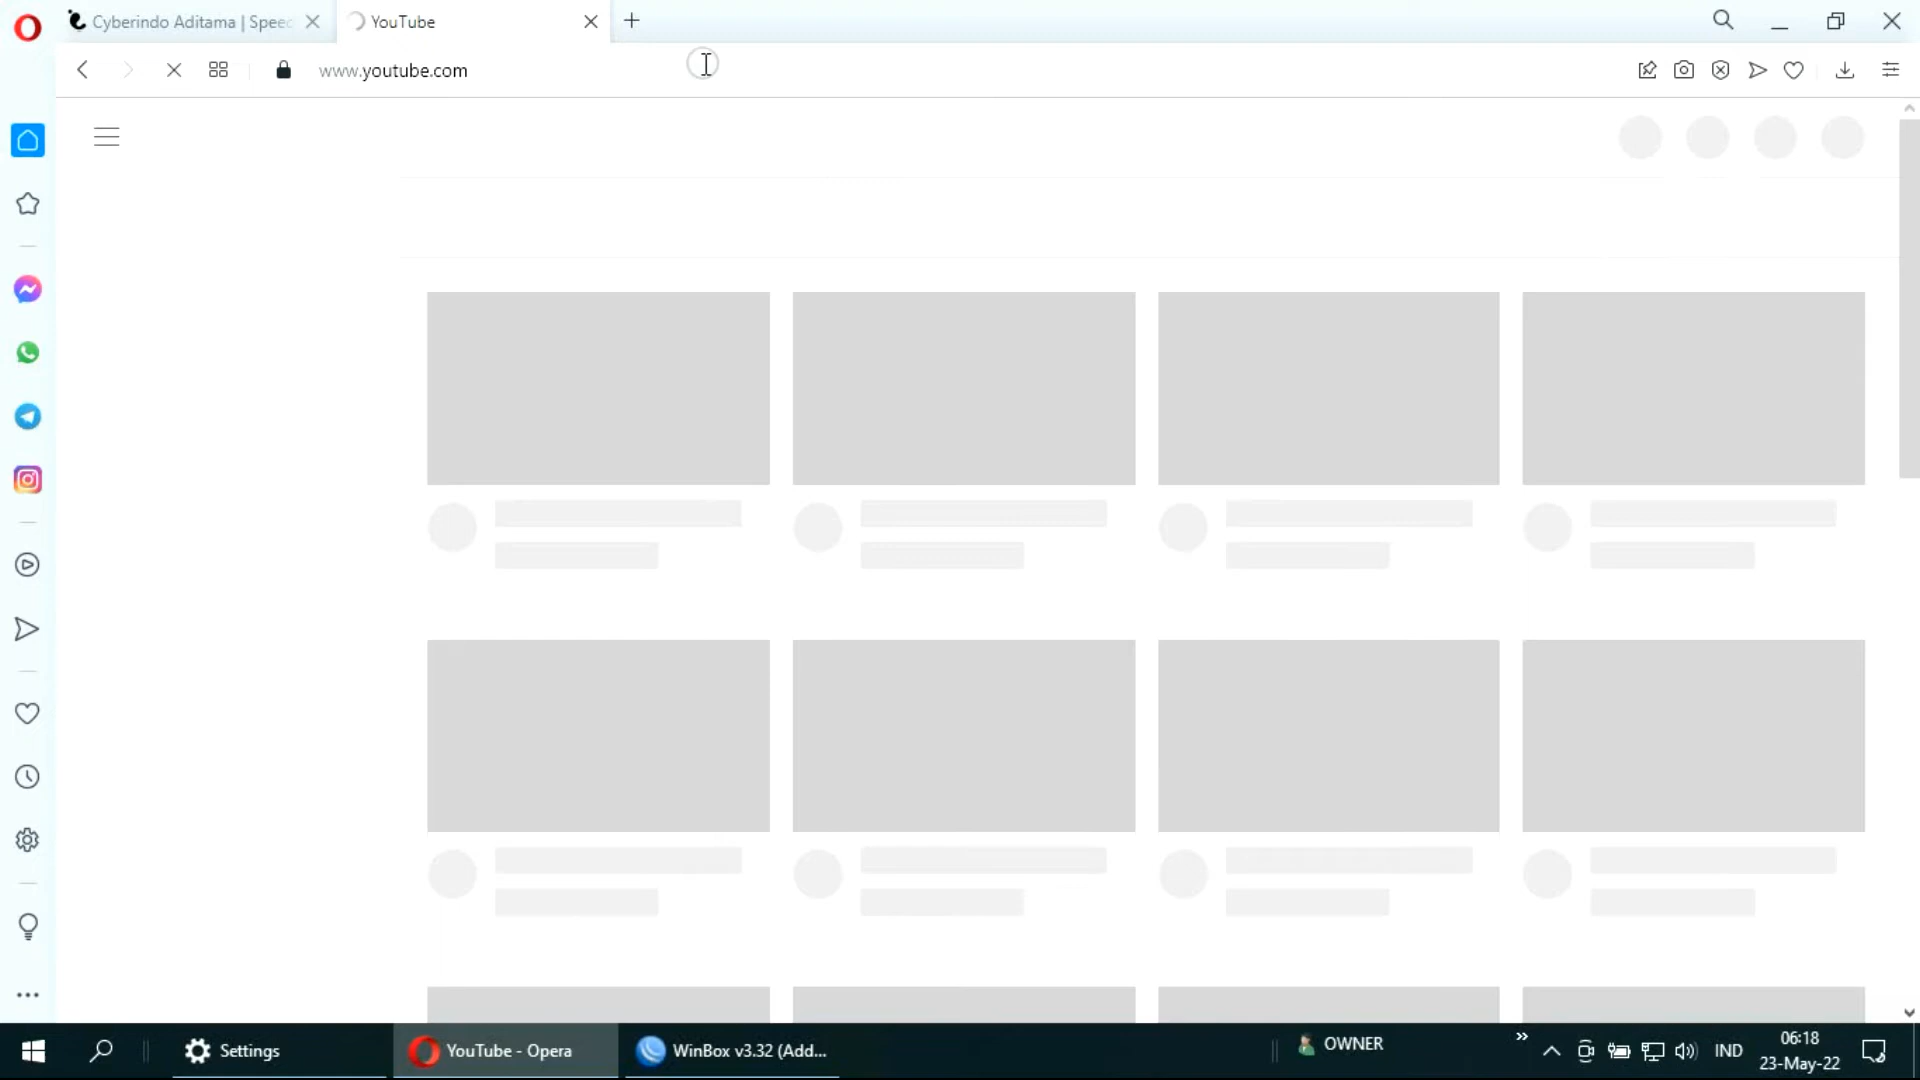 Cyberindo Aditama | Speed
YouTube
www.youtube.com
Settings
YouTube - Opera
WinBox v3.32 (Add...
OWNER
IND
06:18
23-May-22